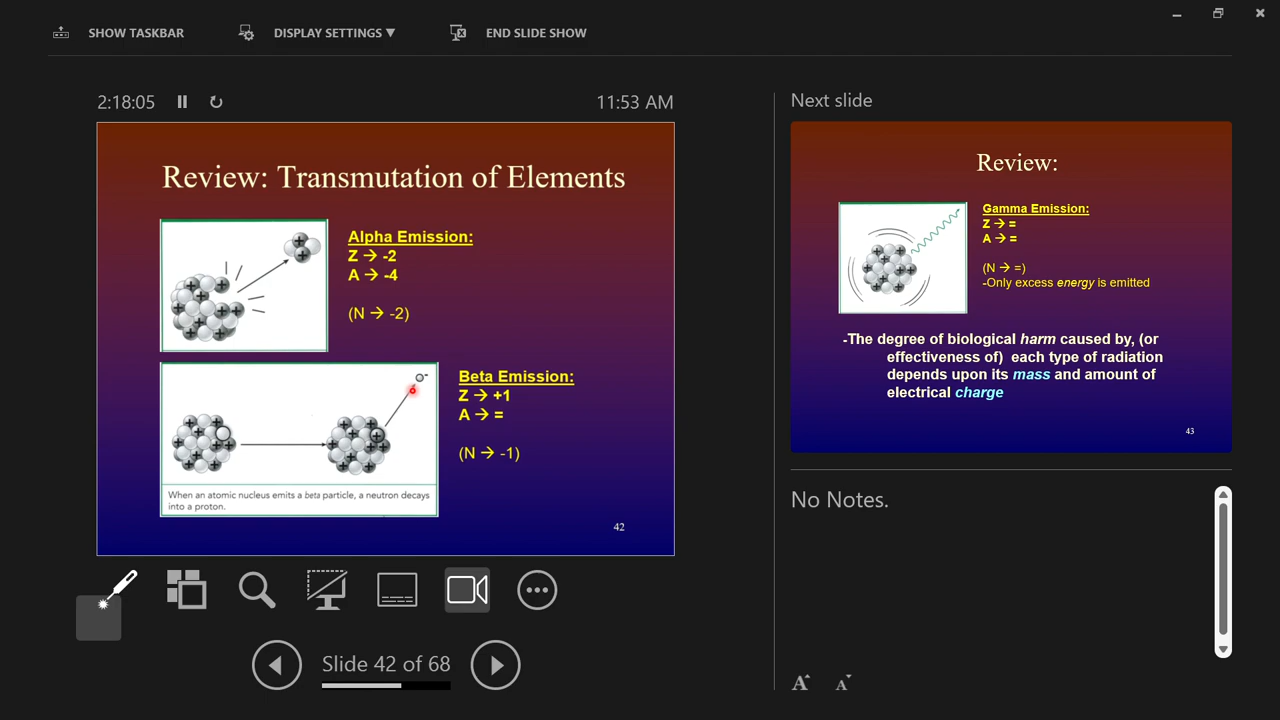 SHOW TASKBAR
DISPLAY SETTINGS ▼
END SLIDE SHOW
2:18:05
11:53 AM
Review: Transmutation of Elements
Alpha Emission:
Z → -2
A → -4
(N → -2)
Beta Emission:
Z → +1
A → =
(N → -1)
When an atomic nucleus emits a beta particle, a neutron decays
into a proton.
42
Slide 42 of 68
Next slide
Review:
Gamma Emission:
Z → =
A → =
(N → =)
-Only excess energy is emitted
-The degree of biological harm caused by, (or
effectiveness of) each type of radiation
depends upon its mass and amount of
electrical charge
43
No Notes.
A A